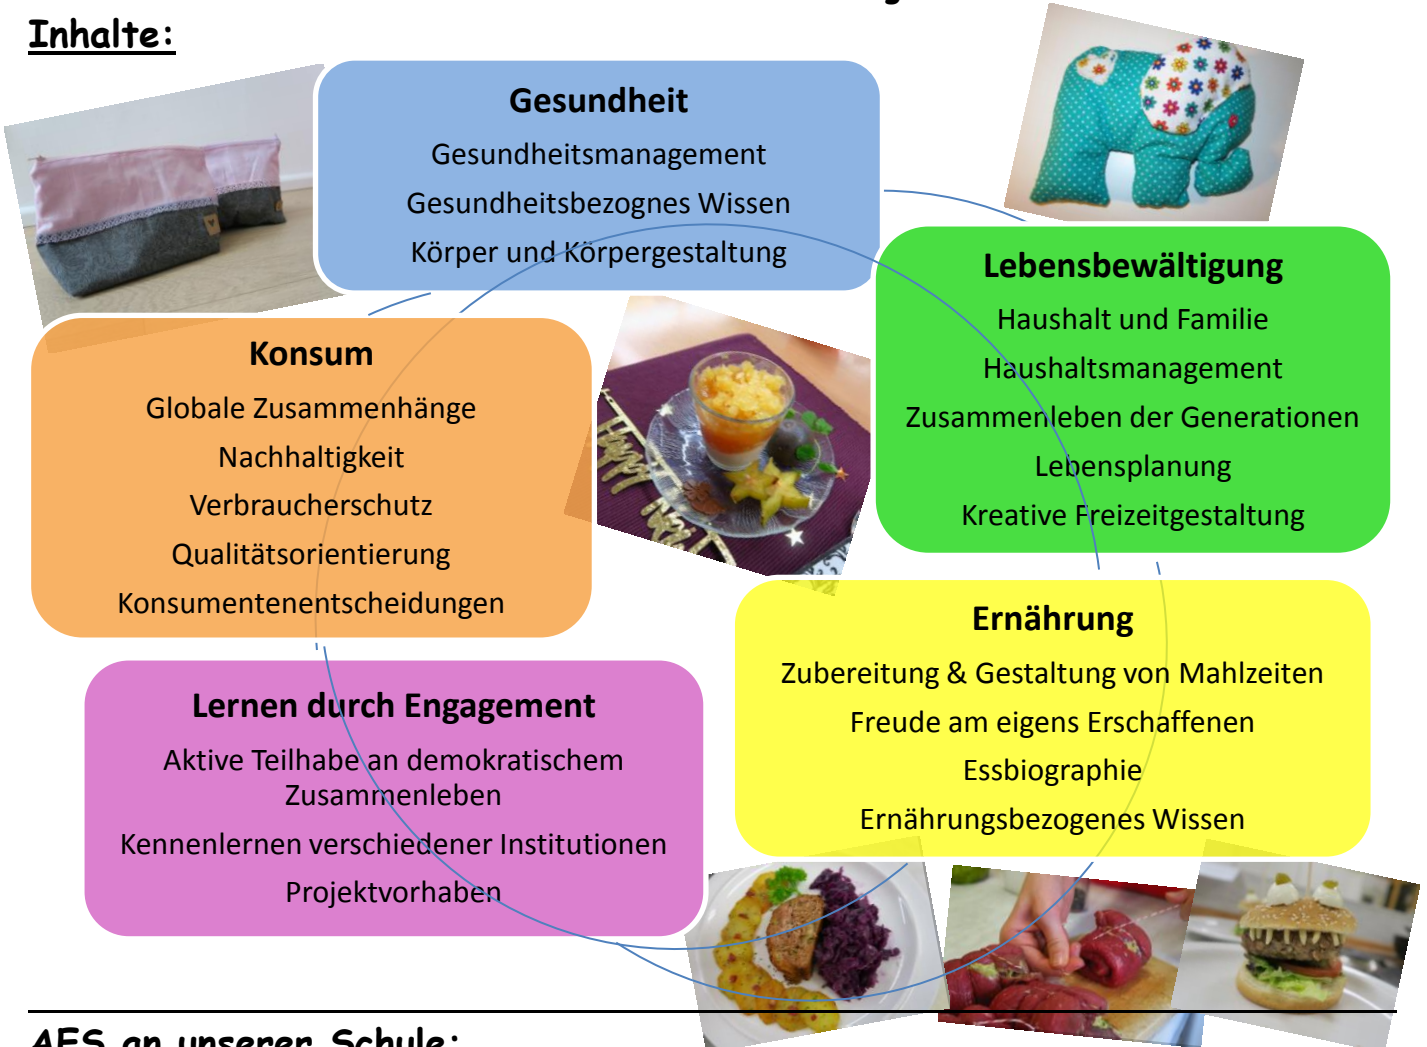 Inhalte:
Gesundheit
Gesundheitsmanagement
Gesundheitsbezognes Wissen
Körper und Körpergestaltung
Lebensbewältigung
Haushalt und Familie
Haushaltsmanagement
Zusammenleben der Generationen
Lebensplanung
Kreative Freizeitgestaltung
Konsum
Globale Zusammenhänge
Nachhaltigkeit
Verbraucherschutz
Qualitätsorientierung
Konsumentenentscheidungen
Ernährung
Zubereitung & Gestaltung von Mahlzeiten
Freude am eigens Erschaffenen
Essbiographie
Ernährungsbezogenes Wissen
Lernen durch Engagement
Aktive Teilhabe an demokratischem
Zusammenleben
Kennenlernen verschiedener Institutionen
Projektvorhaben
AES an unserer Schule: